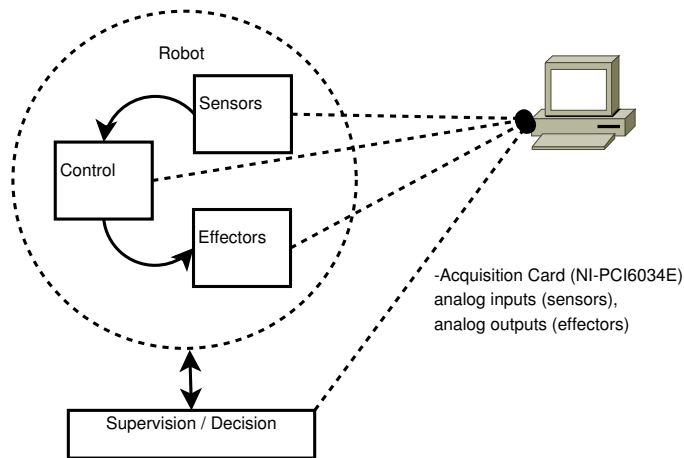 Robot
Sensors
Control
Effectors
-Acquisition Card (NI-PCI6034E)
analog inputs (sensors),
analog outputs (effectors)
Supervision / Decision